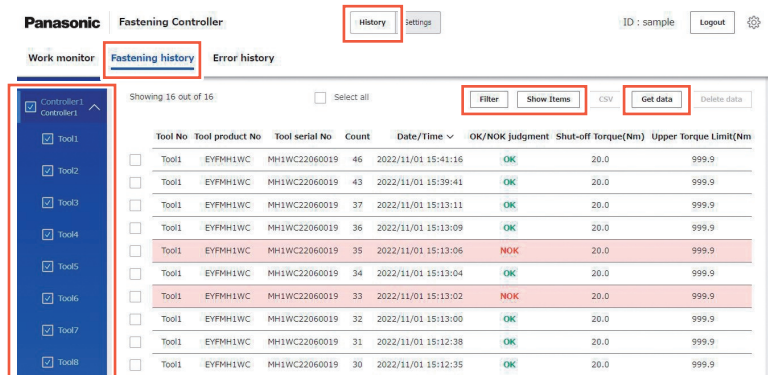 Panasonic Fastening Controller History Settings ID : sample Logout
Work monitor Fastening history Error history
Controller1
Controller1
Tool1
Tool2
Tool3
Tool4
Tool5
Tool6
Tool7
Tool8
Showing 16 out of 16 Select all Filter Show Items CSV Get data Delete data
Tool No Tool product No Tool serial No Count Date/Time OK/NOK judgment Shut-off Torque(Nm) Upper Torque Limit(Nm
Tool1 EYFMH1WC MH1WC22060019 46 2022/11/01 15:41:16 OK 20.0 999.9
Tool1 EYFMH1WC MH1WC22060019 43 2022/11/01 15:39:41 OK 20.0 999.9
Tool1 EYFMH1WC MH1WC22060019 37 2022/11/01 15:13:11 OK 20.0 999.9
Tool1 EYFMH1WC MH1WC22060019 36 2022/11/01 15:13:09 OK 20.0 999.9
Tool1 EYFMH1WC MH1WC22060019 35 2022/11/01 15:13:06 NOK 20.0 999.9
Tool1 EYFMH1WC MH1WC22060019 34 2022/11/01 15:13:04 OK 20.0 999.9
Tool1 EYFMH1WC MH1WC22060019 33 2022/11/01 15:13:02 NOK 20.0 999.9
Tool1 EYFMH1WC MH1WC22060019 32 2022/11/01 15:13:00 OK 20.0 999.9
Tool1 EYFMH1WC MH1WC22060019 31 2022/11/01 15:12:38 OK 20.0 999.9
Tool1 EYFMH1WC MH1WC22060019 30 2022/11/01 15:12:35 OK 20.0 999.9